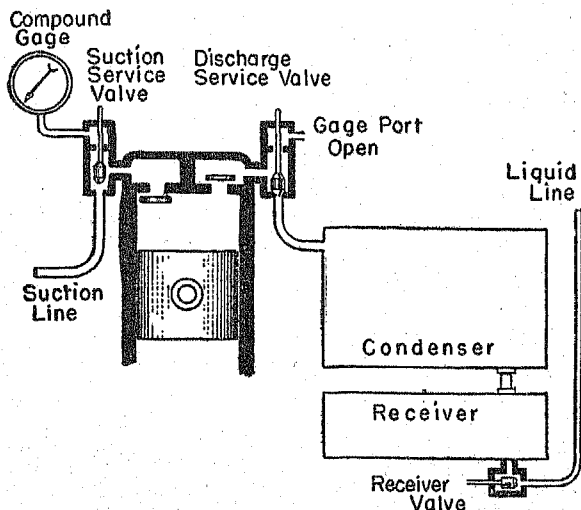 Compound
Gage
Suction
Service
Valve
Discharge
Service Valve
Gage Port
Open
Liquid
Line
Suction
Line
Condenser
Receiver
Receiver
Valve